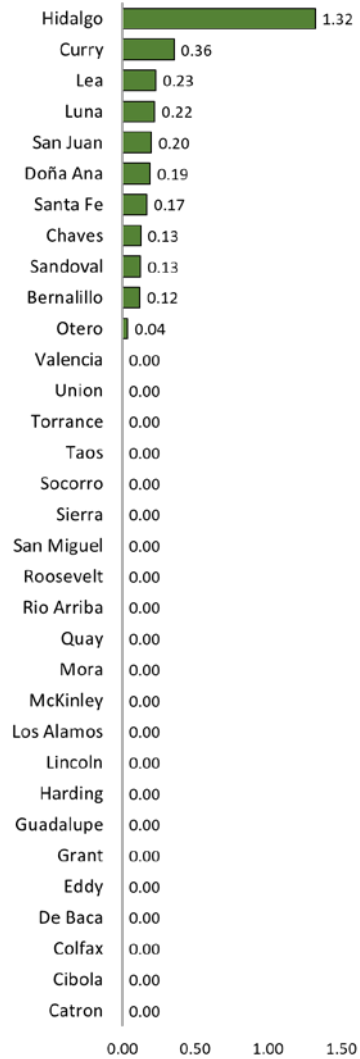 Hidalgo 1.32
Curry 0.36
Lea 0.23
Luna 0.22
San Juan 0.20
Doña Ana 0.19
Santa Fe 0.17
Chaves 0.13
Sandoval 0.13
Bernalillo 0.12
Otero 0.04
Valencia 0.00
Union 0.00
Torrance 0.00
Taos 0.00
Socorro 0.00
Sierra 0.00
San Miguel 0.00
Roosevelt 0.00
Rio Arriba 0.00
Quay 0.00
Mora 0.00
McKinley 0.00
Los Alamos 0.00
Lincoln 0.00
Harding 0.00
Guadalupe 0.00
Grant 0.00
Eddy 0.00
De Baca 0.00
Colfax 0.00
Cibola 0.00
Catron 0.00
0.00 0.50 1.00 1.50